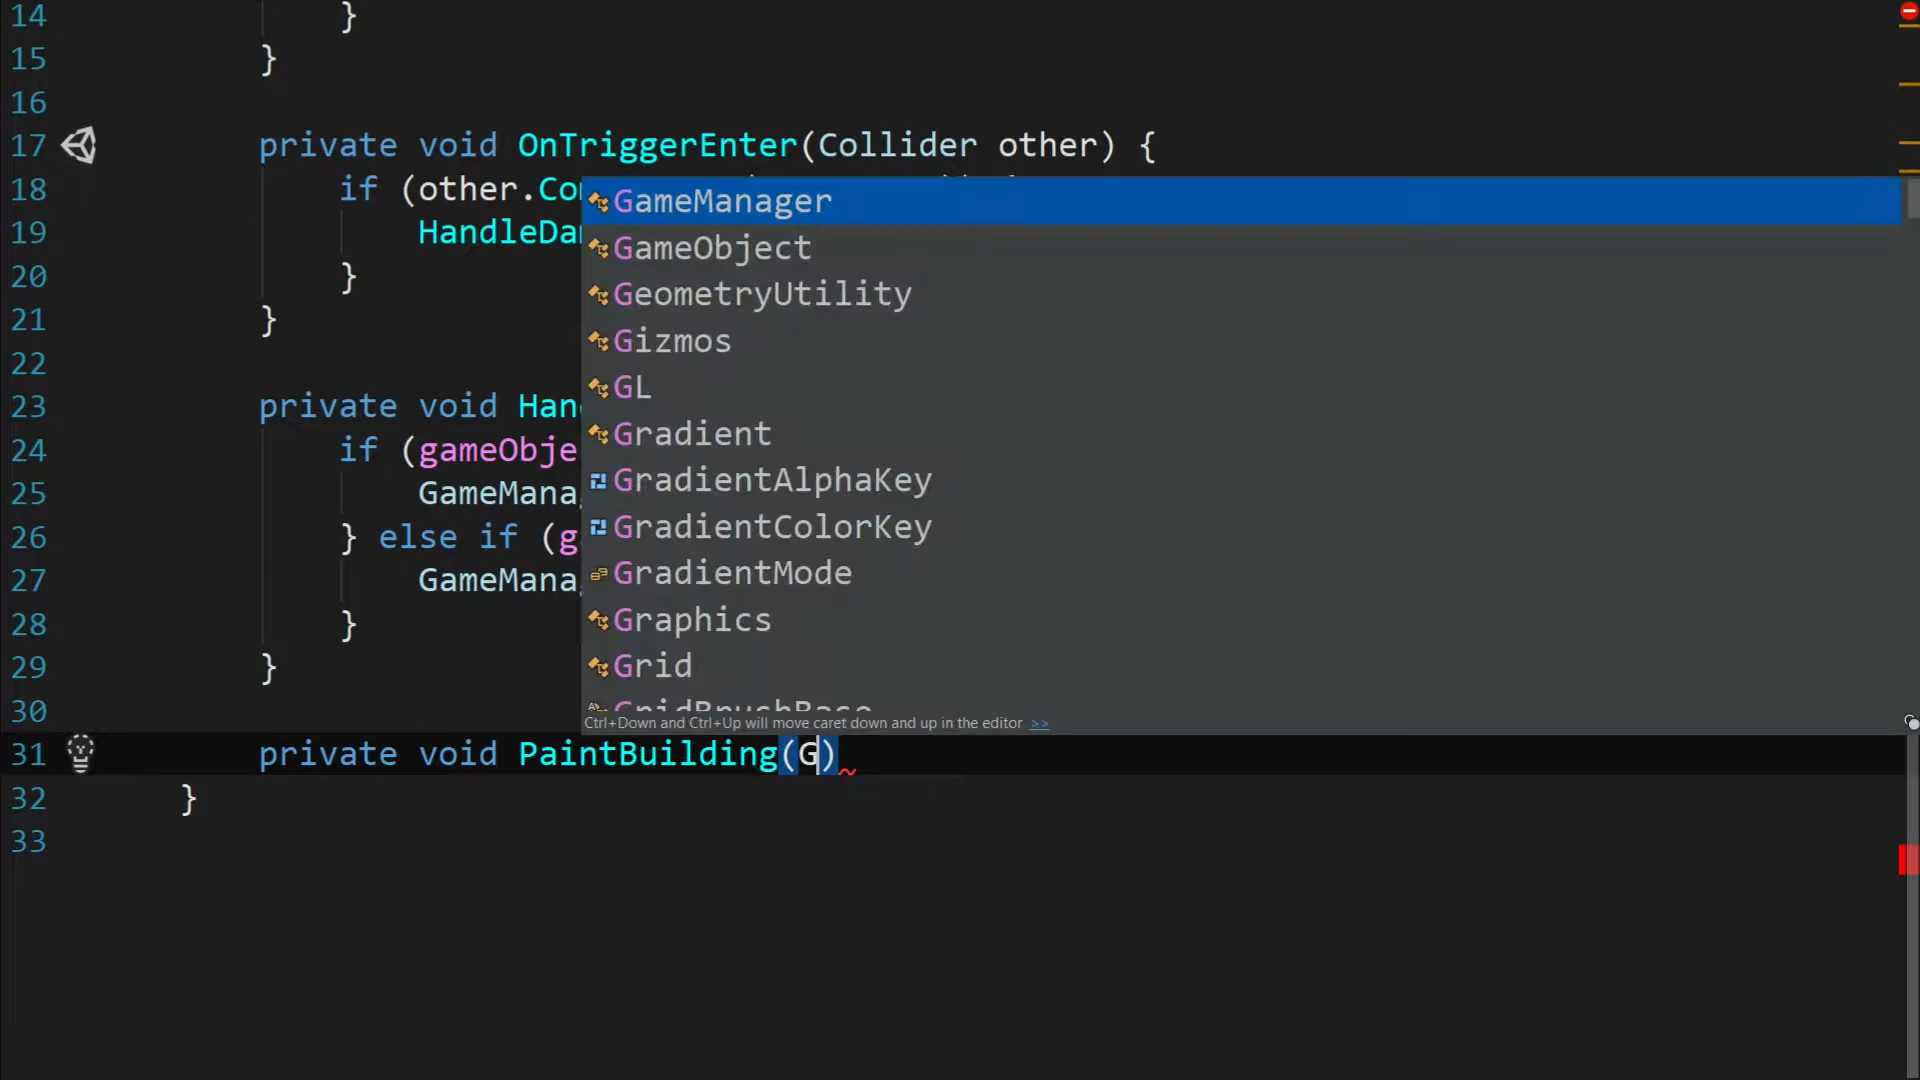 14 }
15 }
16
17 private void OnTriggerEnter(Collider other) {
18 if (other.Co
GameManager
19 HandleDa
GameObject
20 }
GeometryUtility
21 }
Gizmos
22
GL
23 private void Han
Gradient
24 if (gameObje
GradientAlphaKey
25 GameMana
GradientColorKey
26 } else if (g
GradientMode
27 GameMana
Graphics
28 }
Grid
29 }
GridBrushBase
30
Ctrl+Down and Ctrl+Up will move caret down and up in the editor >>
31 private void PaintBuilding(G)
32 }
33